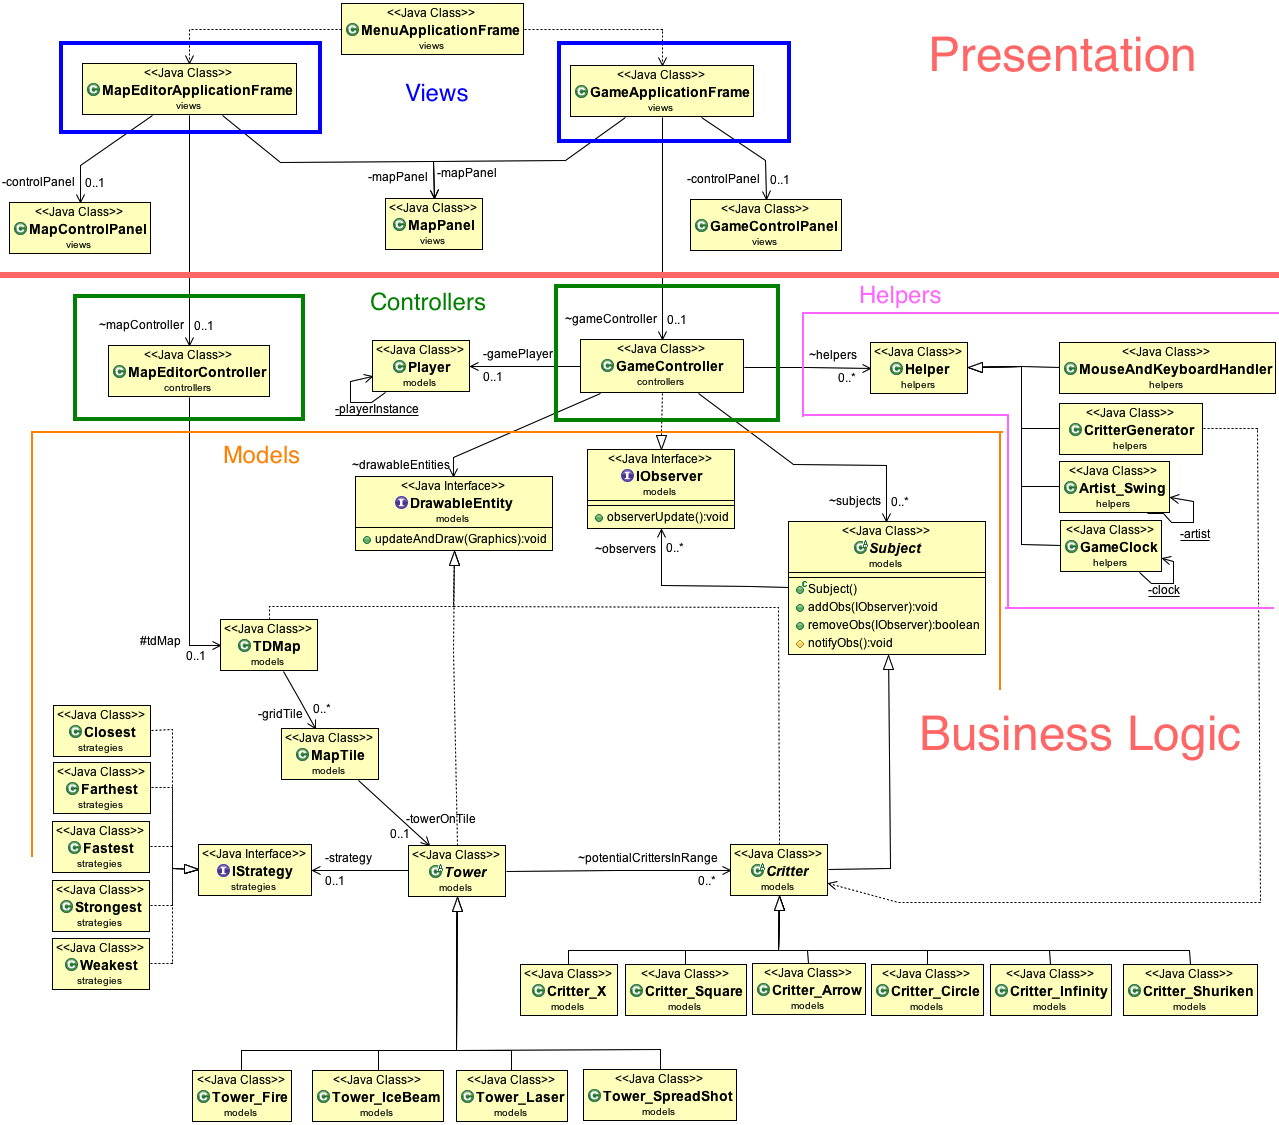 <<Java Class>>
MenuApplicationFrame
views
Presentation
<<Java Class>>
MapEditorApplicationFrame
views
Views
<<Java Class>>
GameApplicationFrame
views
-controlPanel
0..1
-mapPanel
-mapPanel
-controlPanel
0..1
<<Java Class>>
MapControlPanel
views
<<Java Class>>
MapPanel
views
<<Java Class>>
GameControlPanel
views
Controllers
Helpers
~mapController
0..1
~gameController
0..1
<<Java Class>>
MapEditorController
controllers
<<Java Class>>
Player
models
-playerInstance
-gamePlayer
0..1
<<Java Class>>
GameController
controllers
~helpers
0..*
<<Java Class>>
Helper
helpers
<<Java Class>>
MouseAndKeyboardHandler
helpers
<<Java Class>>
CritterGenerator
helpers
<<Java Class>>
Artist_Swing
helpers
-artist
<<Java Class>>
GameClock
helpers
-clock
Models
~drawableEntities
<<Java Interface>>
DrawableEntity
models
updateAndDraw(Graphics):void
<<Java Interface>>
IObserver
models
observerUpdate():void
~observers
0..*
~subjects
0..*
<<Java Class>>
Subject
models
Subject()
addObs(IObserver):void
removeObs(IObserver):boolean
notifyObs():void
#tdMap
0..1
<<Java Class>>
TDMap
models
-gridTile
0..*
<<Java Class>>
MapTile
models
-towerOnTile
0..1
Business Logic
<<Java Class>>
Closest
strategies
<<Java Class>>
Farthest
strategies
<<Java Class>>
Fastest
strategies
<<Java Class>>
Strongest
strategies
<<Java Class>>
Weakest
strategies
<<Java Interface>>
IStrategy
strategies
-strategy
0..1
<<Java Class>>
Tower
models
~potentialCrittersInRange
0..*
<<Java Class>>
Critter
models
<<Java Class>>
Critter_X
models
<<Java Class>>
Critter_Square
models
<<Java Class>>
Critter_Arrow
models
<<Java Class>>
Critter_Circle
models
<<Java Class>>
Critter_Infinity
models
<<Java Class>>
Critter_Shuriken
models
<<Java Class>>
Tower_Fire
models
<<Java Class>>
Tower_IceBeam
models
<<Java Class>>
Tower_Laser
models
<<Java Class>>
Tower_SpreadShot
models